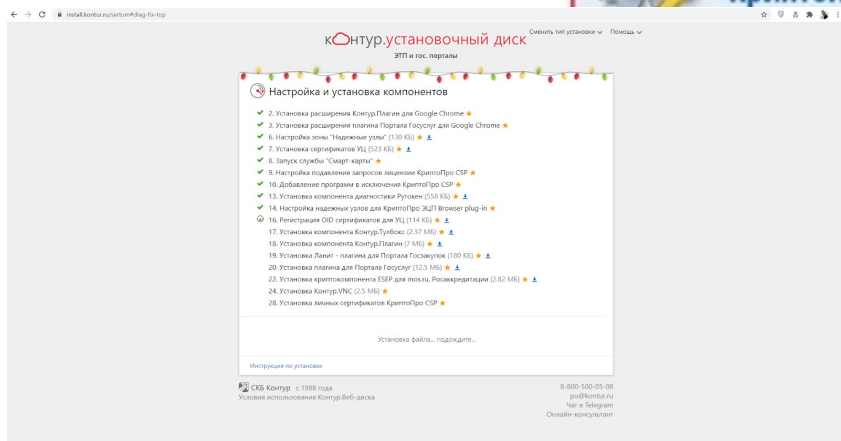 install.kontur.ru/sertum#diag-fix-top
кОнтур.установочный диск
Сменить тип установки
Помощь
ЭТП и гос. порталы
Настройка и установка компонентов
2. Установка расширения Контур.Плагин для Google Chrome
3. Установка расширения плагина Портала Госуслуг для Google Chrome
6. Настройка зоны "Надежные узлы" (130 КБ)
7. Установка сертификатов УЦ (523 КБ)
8. Запуск службы "Смарт-карты"
9. Настройка подавления запросов лицензии КриптоПро CSP
10. Добавление программ в исключения КриптоПро CSP
13. Установка компонента диагностики Рутокен (558 КБ)
14. Настройка надежных узлов для КриптоПро ЭЦП Browser plug-in
16. Регистрация OID сертификатов для УЦ (114 КБ)
17. Установка компонента Контур.Тулбокс (2.37 МБ)
18. Установка компонента Контур.Плагин (7 МБ)
19. Установка Ланит - плагина для Портала Госзакупок (180 КБ)
20. Установка плагина для Портала Госуслуг (12.5 МБ)
22. Установка криптокомпонента ESEP для mos.ru, Росаккредитации (2.82 МБ)
24. Установка Контур.VNC (2.5 МБ)
28. Установка личных сертификатов КриптоПро CSP
Установка файла... подождите...
Инструкция по установке
СКБ Контур с 1988 года
Условия использования Контур.Веб-диска
8-800-500-05-08
pu@kontur.ru
Чат в Telegram
Онлайн-консультант